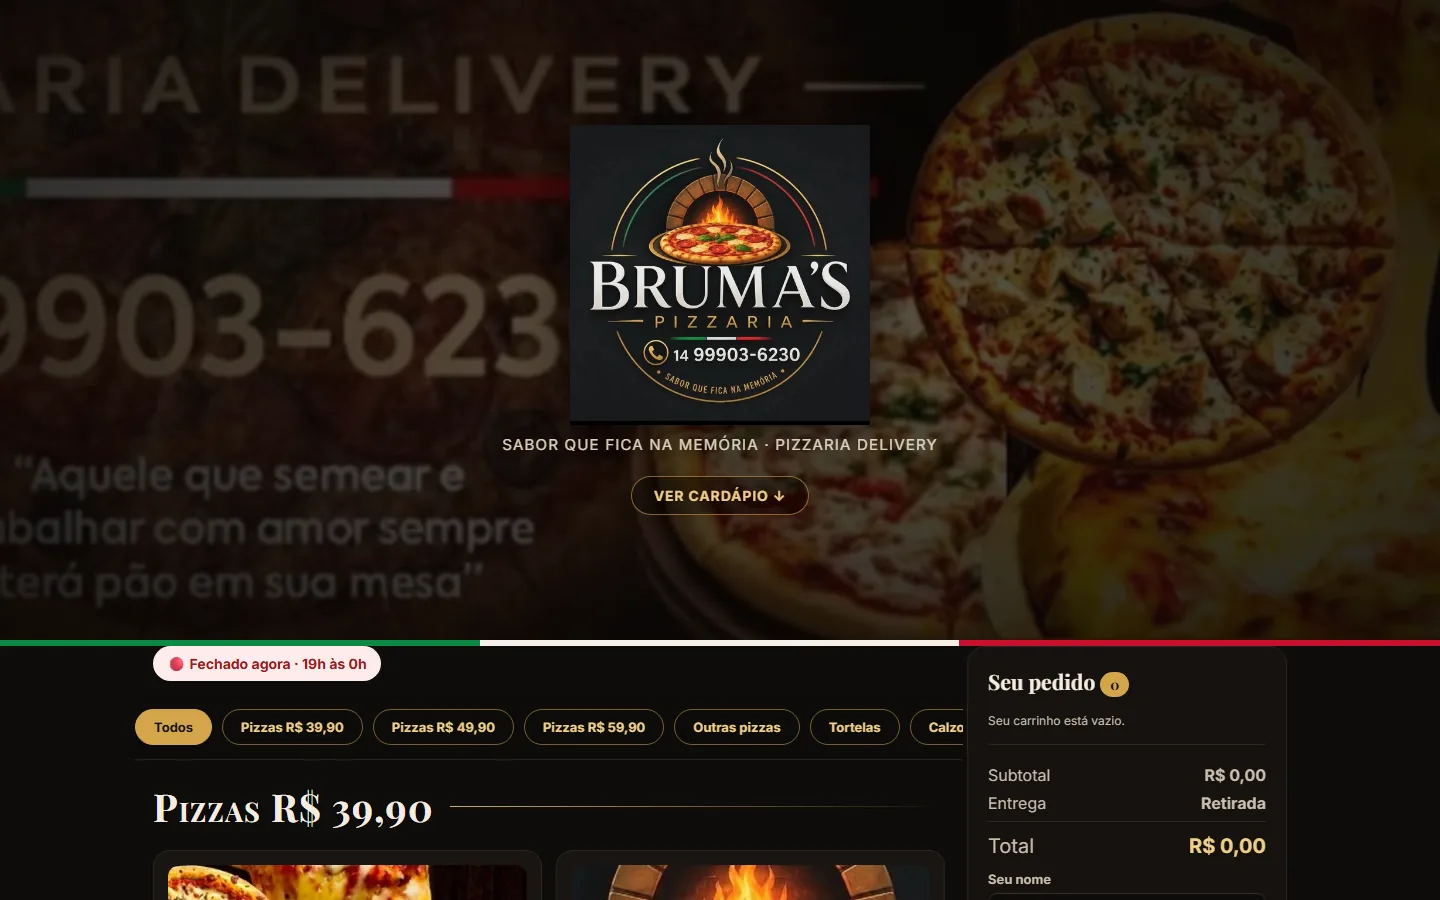 ARIA DELIVERY
9903-623
“Aquele que semear e
balhar com amor sempre
terá pão em sua mesa”
BRUMA'S
PIZZARIA
14 99903-6230
• SABOR QUE FICA NA MEMÓRIA •
SABOR QUE FICA NA MEMÓRIA · PIZZARIA DELIVERY
VER CARDÁPIO ↓
Fechado agora · 19h às 0h
Todos
Pizzas R$ 39,90
Pizzas R$ 49,90
Pizzas R$ 59,90
Outras pizzas
Tortelas
Calzo
Pizzas R$ 39,90
Seu pedido 0
Seu carrinho está vazio.
Subtotal R$ 0,00
Entrega Retirada
Total R$ 0,00
Seu nome